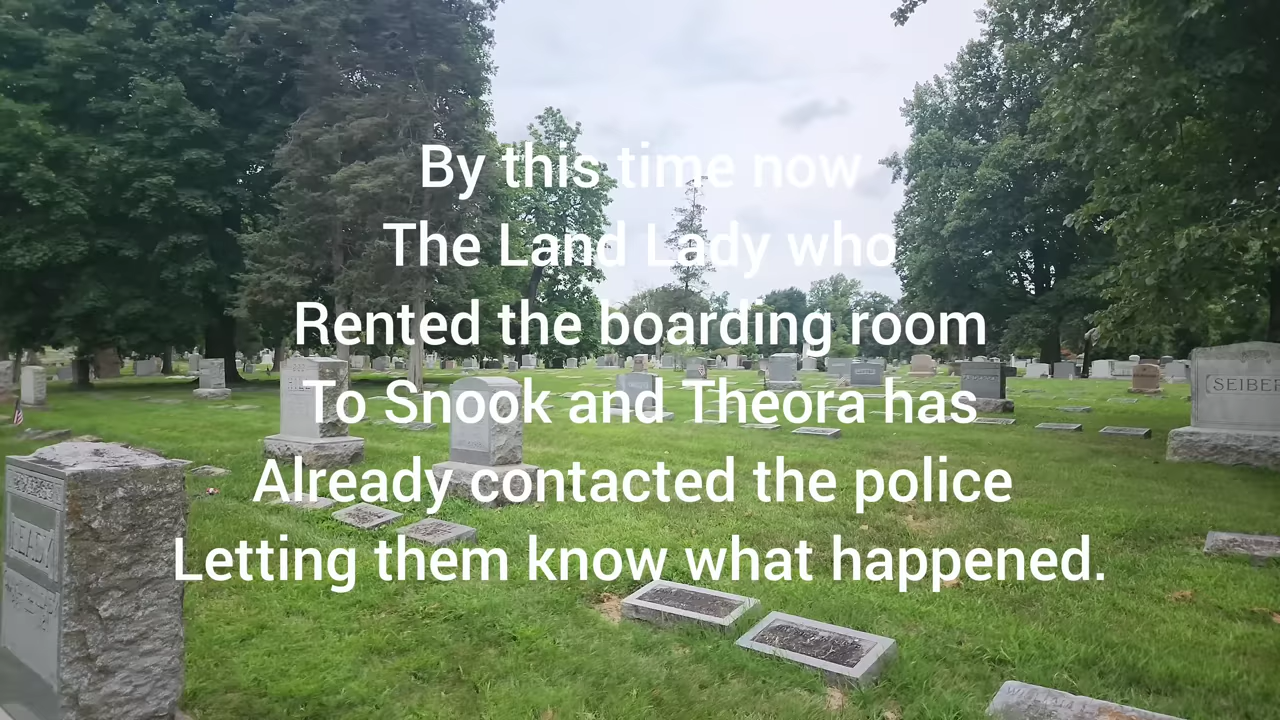 By this time now
The Land Lady who
Rented the boarding room
To Snook and Theora has
Already contacted the police
Letting them know what happened.
SEIBER